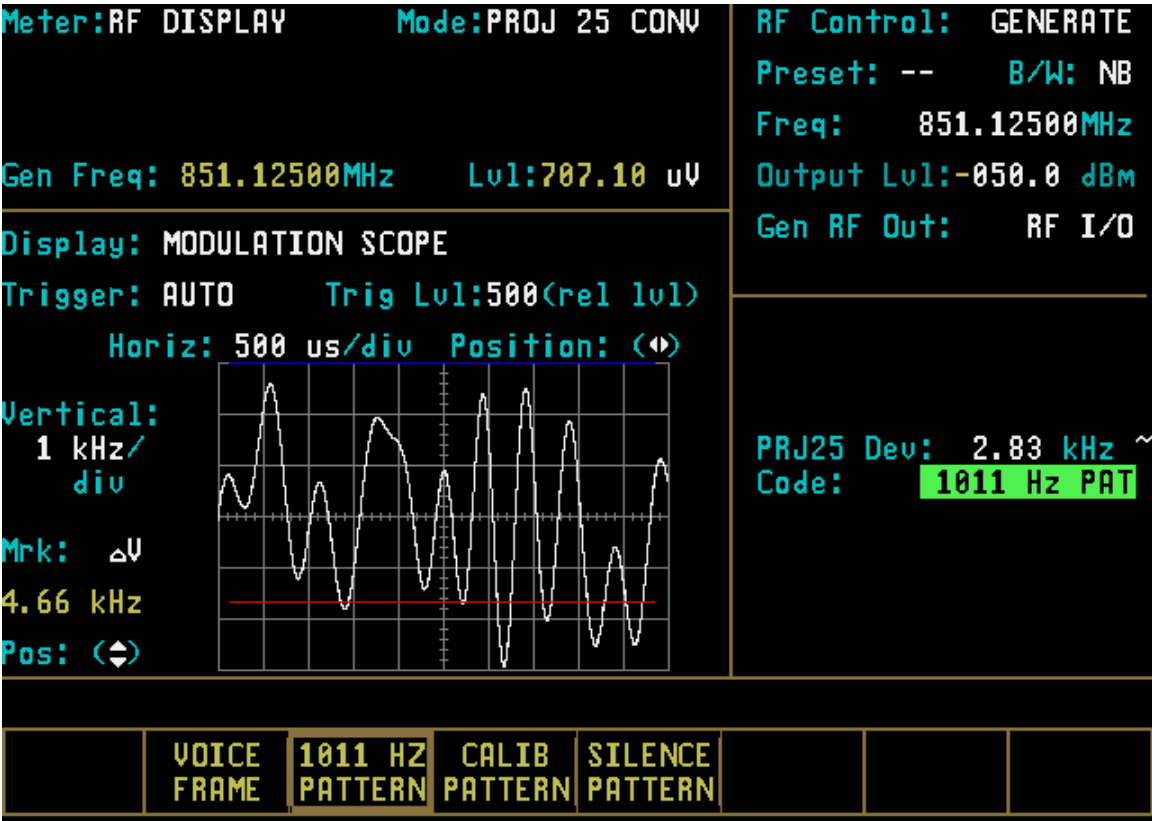 Meter:RF DISPLAY Mode:PROJ 25 CONV
Gen Freq: 851.12500MHz Lvl:707.10 uV
Display: MODULATION SCOPE
Trigger: AUTO Trig Lvl:500(rel lvl)
Horiz: 500 us/div Position: (◂▸)
Vertical:
1 kHz/
div
Mrk: △V
4.66 kHz
Pos: (▴▾)
RF Control: GENERATE
Preset: -- B/W: NB
Freq: 851.12500MHz
Output Lvl:-050.0 dBm
Gen RF Out: RF I/O
PRJ25 Dev: 2.83 kHz ~
Code: 1011 Hz PAT
VOICE FRAME
1011 HZ PATTERN
CALIB PATTERN
SILENCE PATTERN